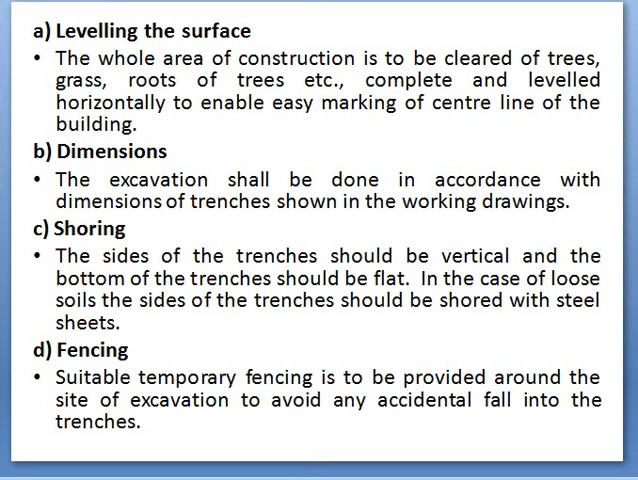 a) Levelling the surface
• The whole area of construction is to be cleared of trees,
grass, roots of trees etc., complete and levelled
horizontally to enable easy marking of centre line of the
building.
b) Dimensions
• The excavation shall be done in accordance with
dimensions of trenches shown in the working drawings.
c) Shoring
• The sides of the trenches should be vertical and the
bottom of the trenches should be flat. In the case of loose
soils the sides of the trenches should be shored with steel
sheets.
d) Fencing
• Suitable temporary fencing is to be provided around the
site of excavation to avoid any accidental fall into the
trenches.